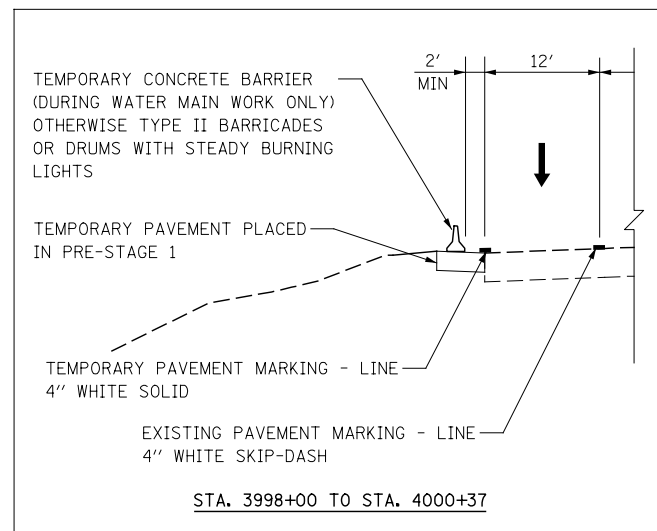 2' 12'
MIN
TEMPORARY CONCRETE BARRIER
(DURING WATER MAIN WORK ONLY)
OTHERWISE TYPE II BARRICADES
OR DRUMS WITH STEADY BURNING
LIGHTS
TEMPORARY PAVEMENT PLACED
IN PRE-STAGE 1
TEMPORARY PAVEMENT MARKING - LINE
4" WHITE SOLID
EXISTING PAVEMENT MARKING - LINE
4" WHITE SKIP-DASH
STA. 3998+00 TO STA. 4000+37